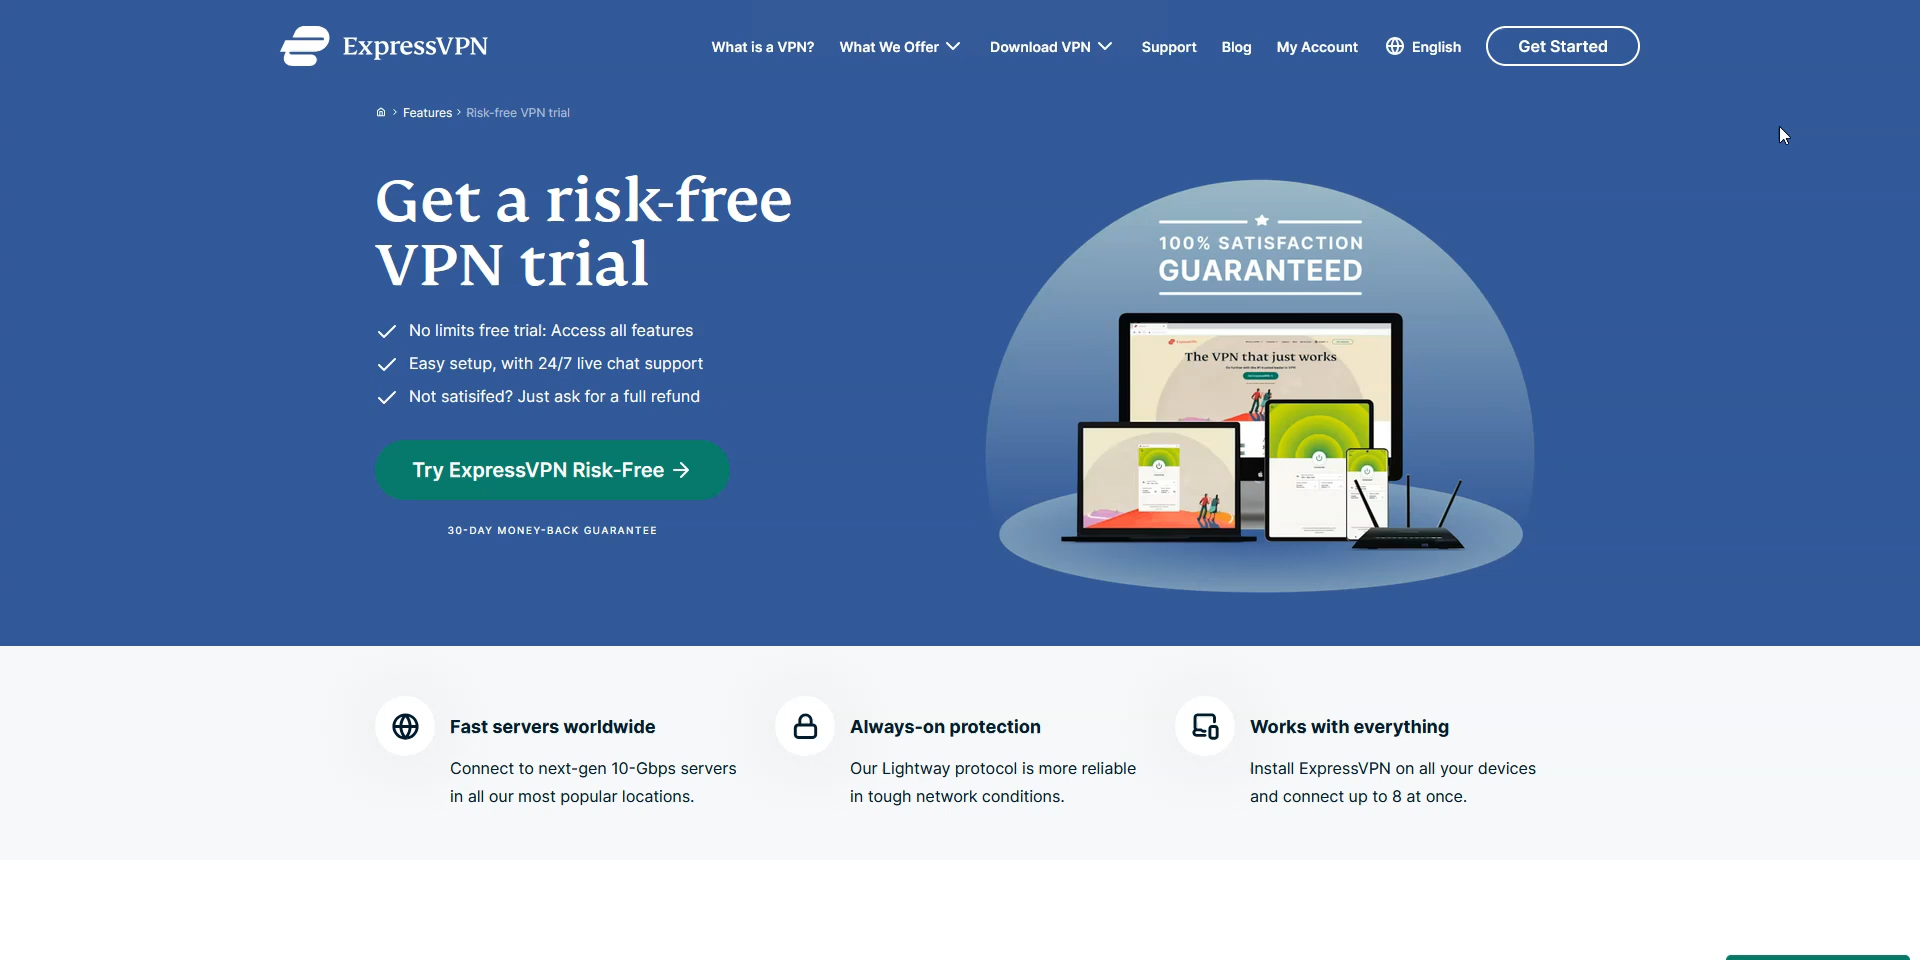 ExpressVPN
What is a VPN?
What We Offer
Download VPN
Support
Blog
My Account
English
Get Started
Features
Risk-free VPN trial
Get a risk-free
VPN trial
No limits free trial: Access all features
Easy setup, with 24/7 live chat support
Not satisifed? Just ask for a full refund
Try ExpressVPN Risk-Free
30-DAY MONEY-BACK GUARANTEE
100% SATISFACTION
GUARANTEED
The VPN that just works
Fast servers worldwide
Connect to next-gen 10-Gbps servers
in all our most popular locations.
Always-on protection
Our Lightway protocol is more reliable
in tough network conditions.
Works with everything
Install ExpressVPN on all your devices
and connect up to 8 at once.